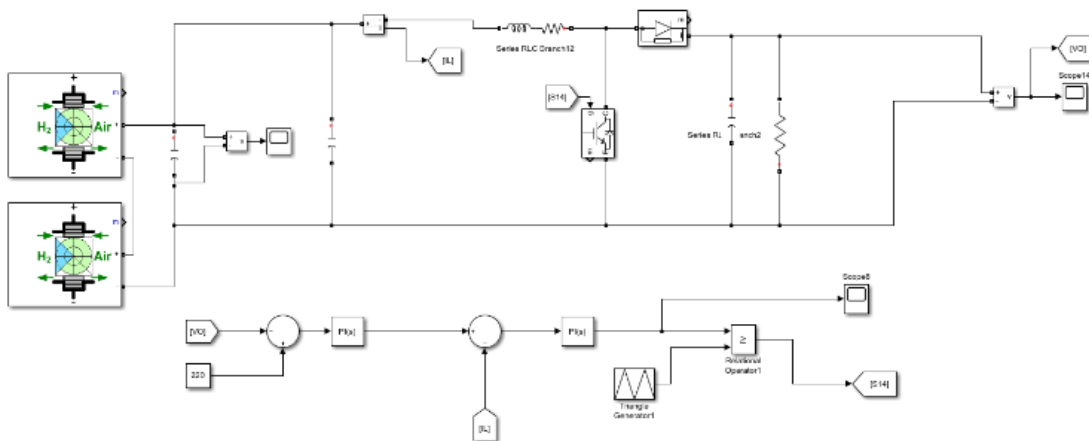 m
+
i
-
[IL]
Series RLC Branch12
m
[VO]
Scope14
[S14]
+
-
v
g
C
m
E
+
m
H2
Air
+
-
-
+
-
v
Series RL
anch2
+
m
H2
Air
+
-
-
Scope8
[VO]
-
+
PI(s)
+
-
PI(s)
≥
Relational
Operator1
220
Triangle
Generator1
[S14]
[IL]